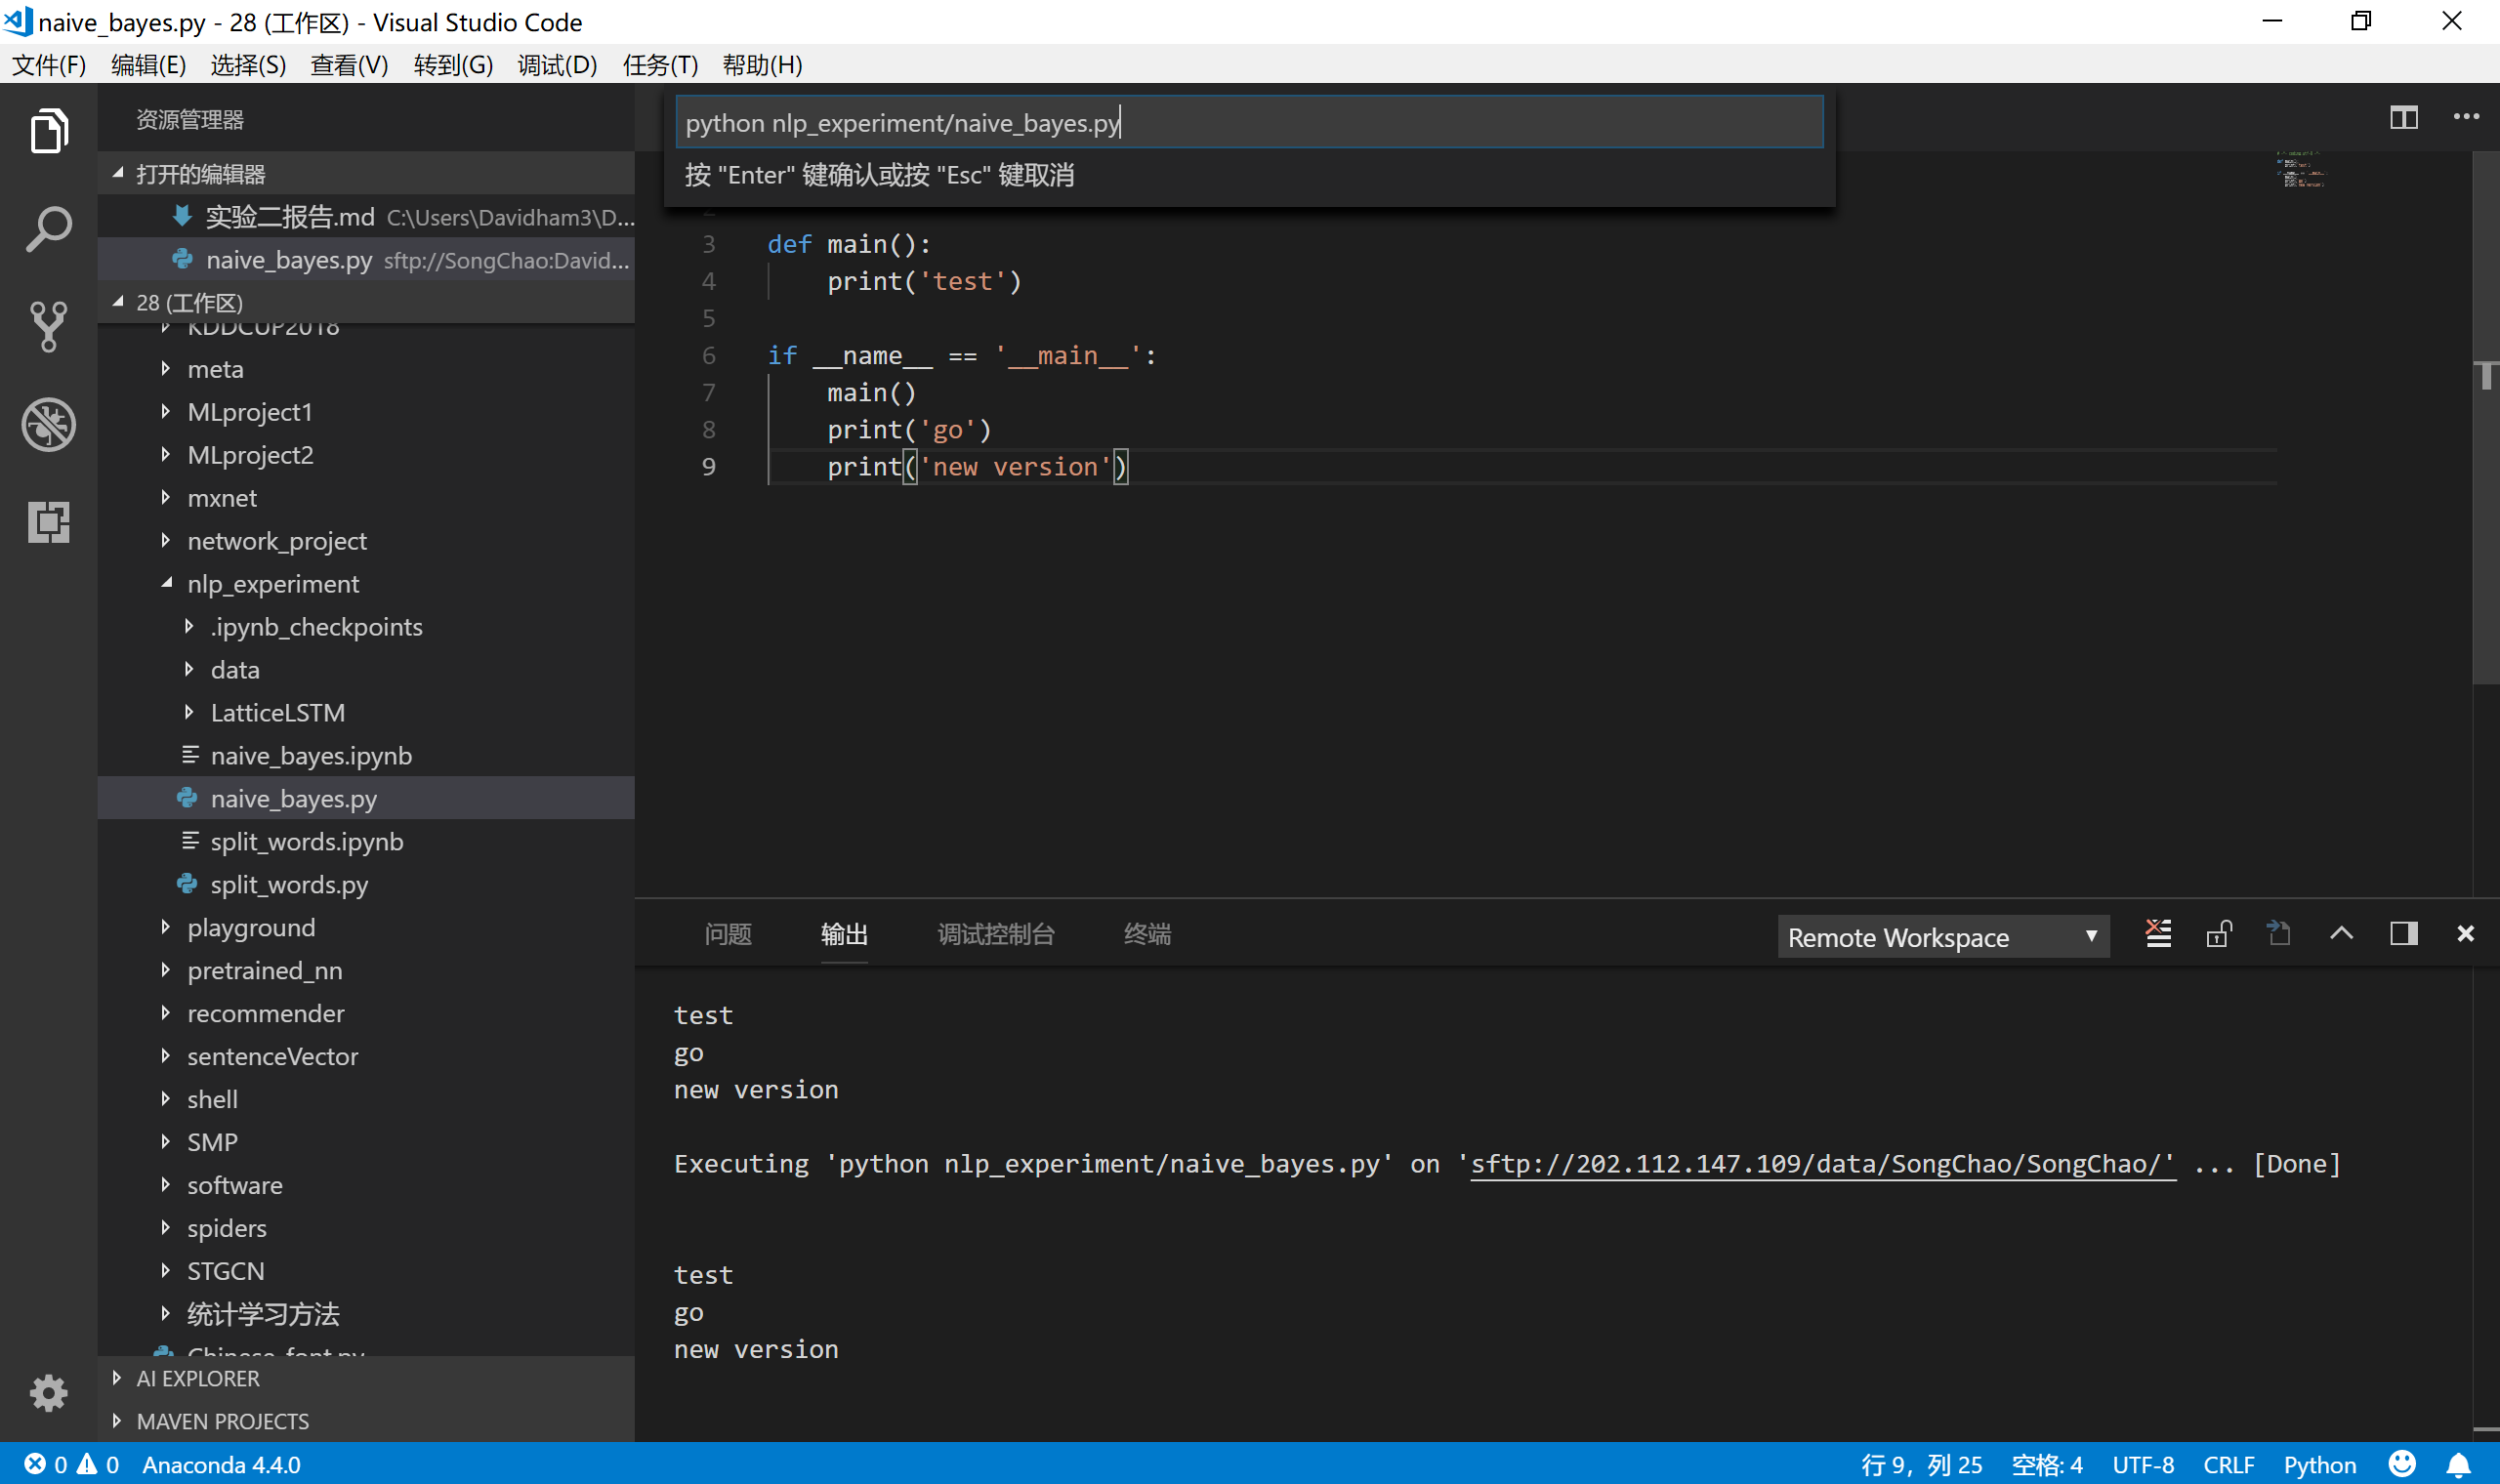 naive_bayes.py - 28 (工作区) - Visual Studio Code
文件(F) 编辑(E) 选择(S) 查看(V) 转到(G) 调试(D) 任务(T) 帮助(H)
资源管理器
打开的编辑器
实验二报告.md C:\Users\Davidham3\D...
naive_bayes.py sftp://SongChao:David...
28 (工作区)
KDDCUP2018
meta
MLproject1
MLproject2
mxnet
network_project
nlp_experiment
.ipynb_checkpoints
data
LatticeLSTM
naive_bayes.ipynb
naive_bayes.py
split_words.ipynb
split_words.py
playground
pretrained_nn
recommender
sentenceVector
shell
SMP
software
spiders
STGCN
统计学习方法
Chinese_font.py
AI EXPLORER
MAVEN PROJECTS
python nlp_experiment/naive_bayes.py
按 "Enter" 键确认或按 "Esc" 键取消
2
3 def main():
4 print('test')
5
6 if __name__ == '__main__':
7 main()
8 print('go')
9 print('new version')
问题 输出 调试控制台 终端 Remote Workspace
test
go
new version
Executing 'python nlp_experiment/naive_bayes.py' on 'sftp://202.112.147.109/data/SongChao/SongChao/' ... [Done]
test
go
new version
0 0 Anaconda 4.4.0 行 9，列 25 空格: 4 UTF-8 CRLF Python